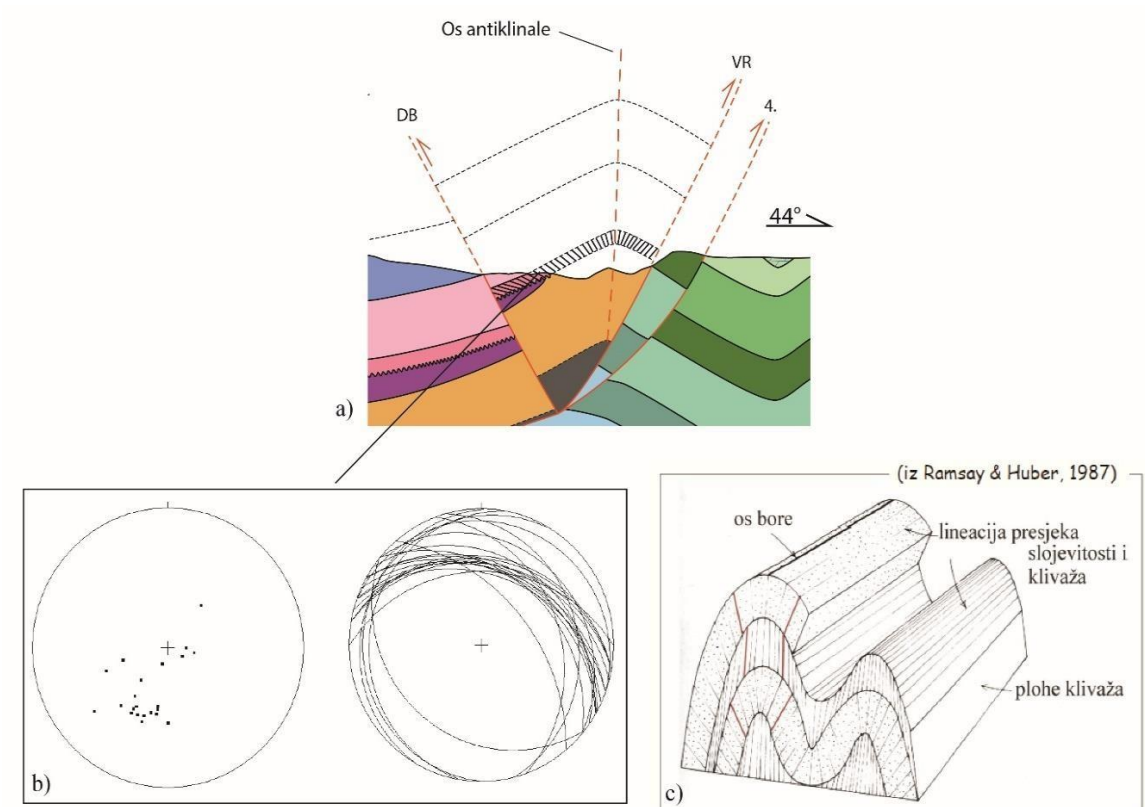 Os antiklinale
VR
4.
DB
44°
a)
b)
(iz Ramsay & Huber, 1987)
os bore
lineacija presjeka
slojevitosti i
klivaža
plohe klivaža
c)